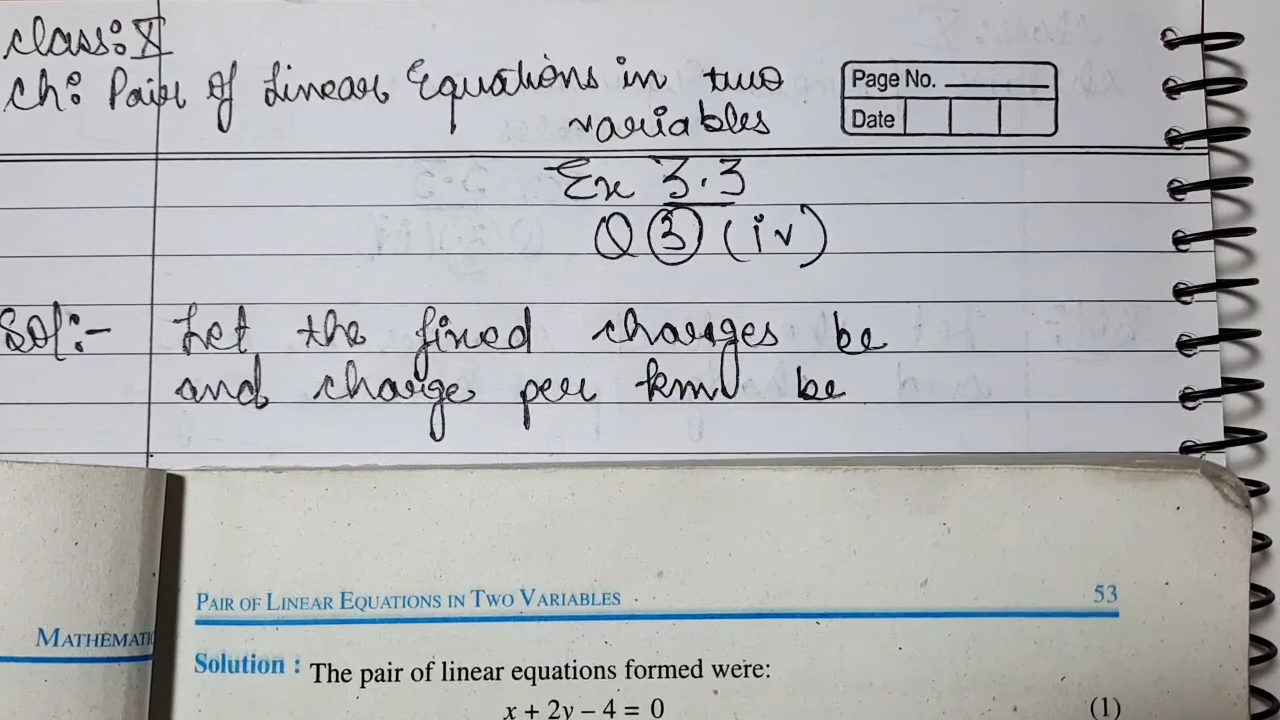 class: X
ch: Pair of Linear Equations in two
variables
Page No.
Date
Ex 3.3
Q 3 (iv)
Sol:- Let the fixed charges be
and charge per km be
PAIR OF LINEAR EQUATIONS IN TWO VARIABLES 53
MATHEMATI
Solution : The pair of linear equations formed were:
x + 2y – 4 = 0 (1)